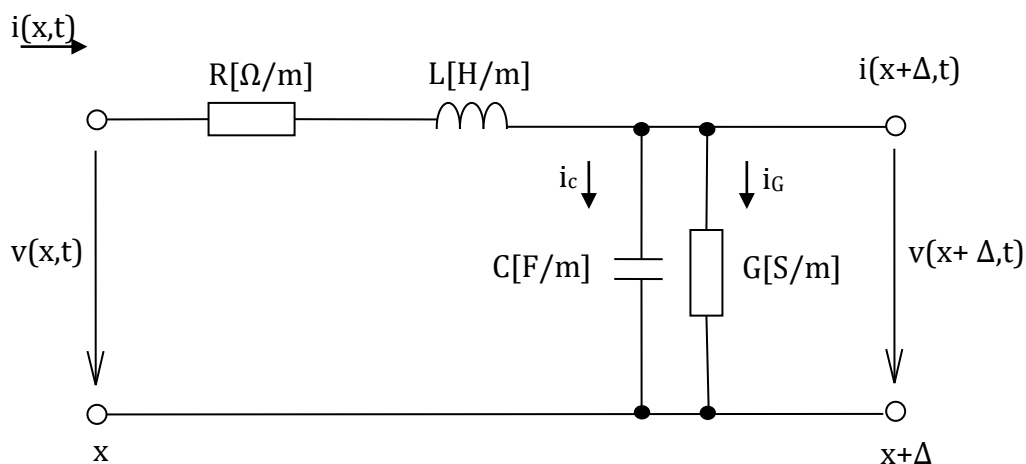 i(x,t)
R[Ω/m]
L[H/m]
i(x+Δ,t)
ic
iG
v(x,t)
C[F/m]
G[S/m]
v(x+ Δ,t)
x
x+Δ